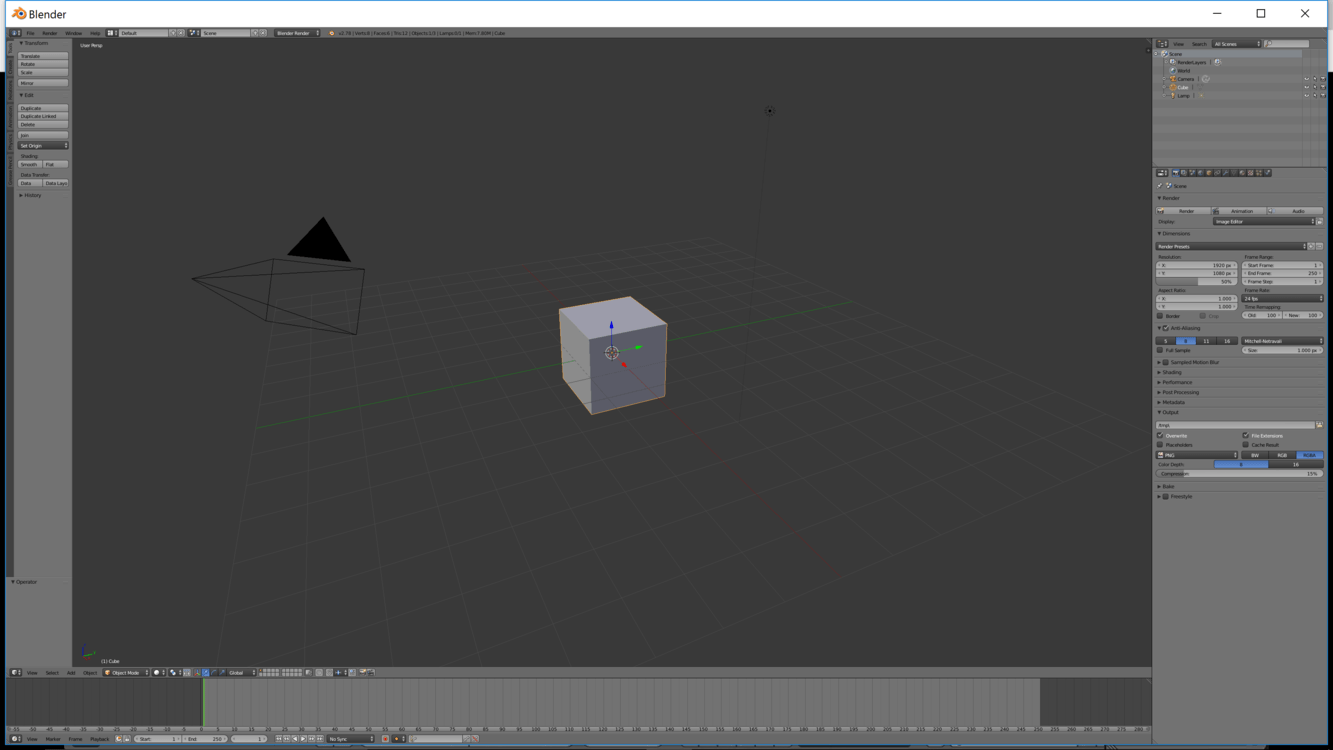 Blender
File Render Window Help Default Scene Blender Render v2.78 | Verts:8 | Faces:6 | Tris:12 | Objects:1/3 | Lamps:0/1 | Mem:7.85M | Cube
Transform
Translate
Rotate
Scale
Mirror
Edit
Duplicate
Duplicate Linked
Delete
Join
Set Origin
Shading:
Smooth Flat
Data Transfer:
Data Data Layo
History
Operator
User Persp
(1) Cube
View Search All Scenes
Scene
RenderLayers
World
Camera
Cube
Lamp
Scene
Render
Render Animation Audio
Display: Image Editor
Dimensions
Render Presets
Resolution: Frame Range:
X: 1920 px Start Frame: 1
Y: 1080 px End Frame: 250
50% Frame Step: 1
Aspect Ratio: Frame Rate:
X: 1.000 24 fps
Y: 1.000 Time Remapping:
Border Crop Old: 100 New: 100
Anti-Aliasing
5 8 11 16 Mitchell-Netravali
Full Sample Size: 1.000 px
Sampled Motion Blur
Shading
Performance
Post Processing
Metadata
Output
/tmp\
Overwrite File Extensions
Placeholders Cache Result
PNG BW RGB RGBA
Color Depth: 8 16
Compression: 15%
Bake
Freestyle
View Select Add Object Object Mode Global
View Marker Frame Playback Start: 1 End: 250 1 No Sync